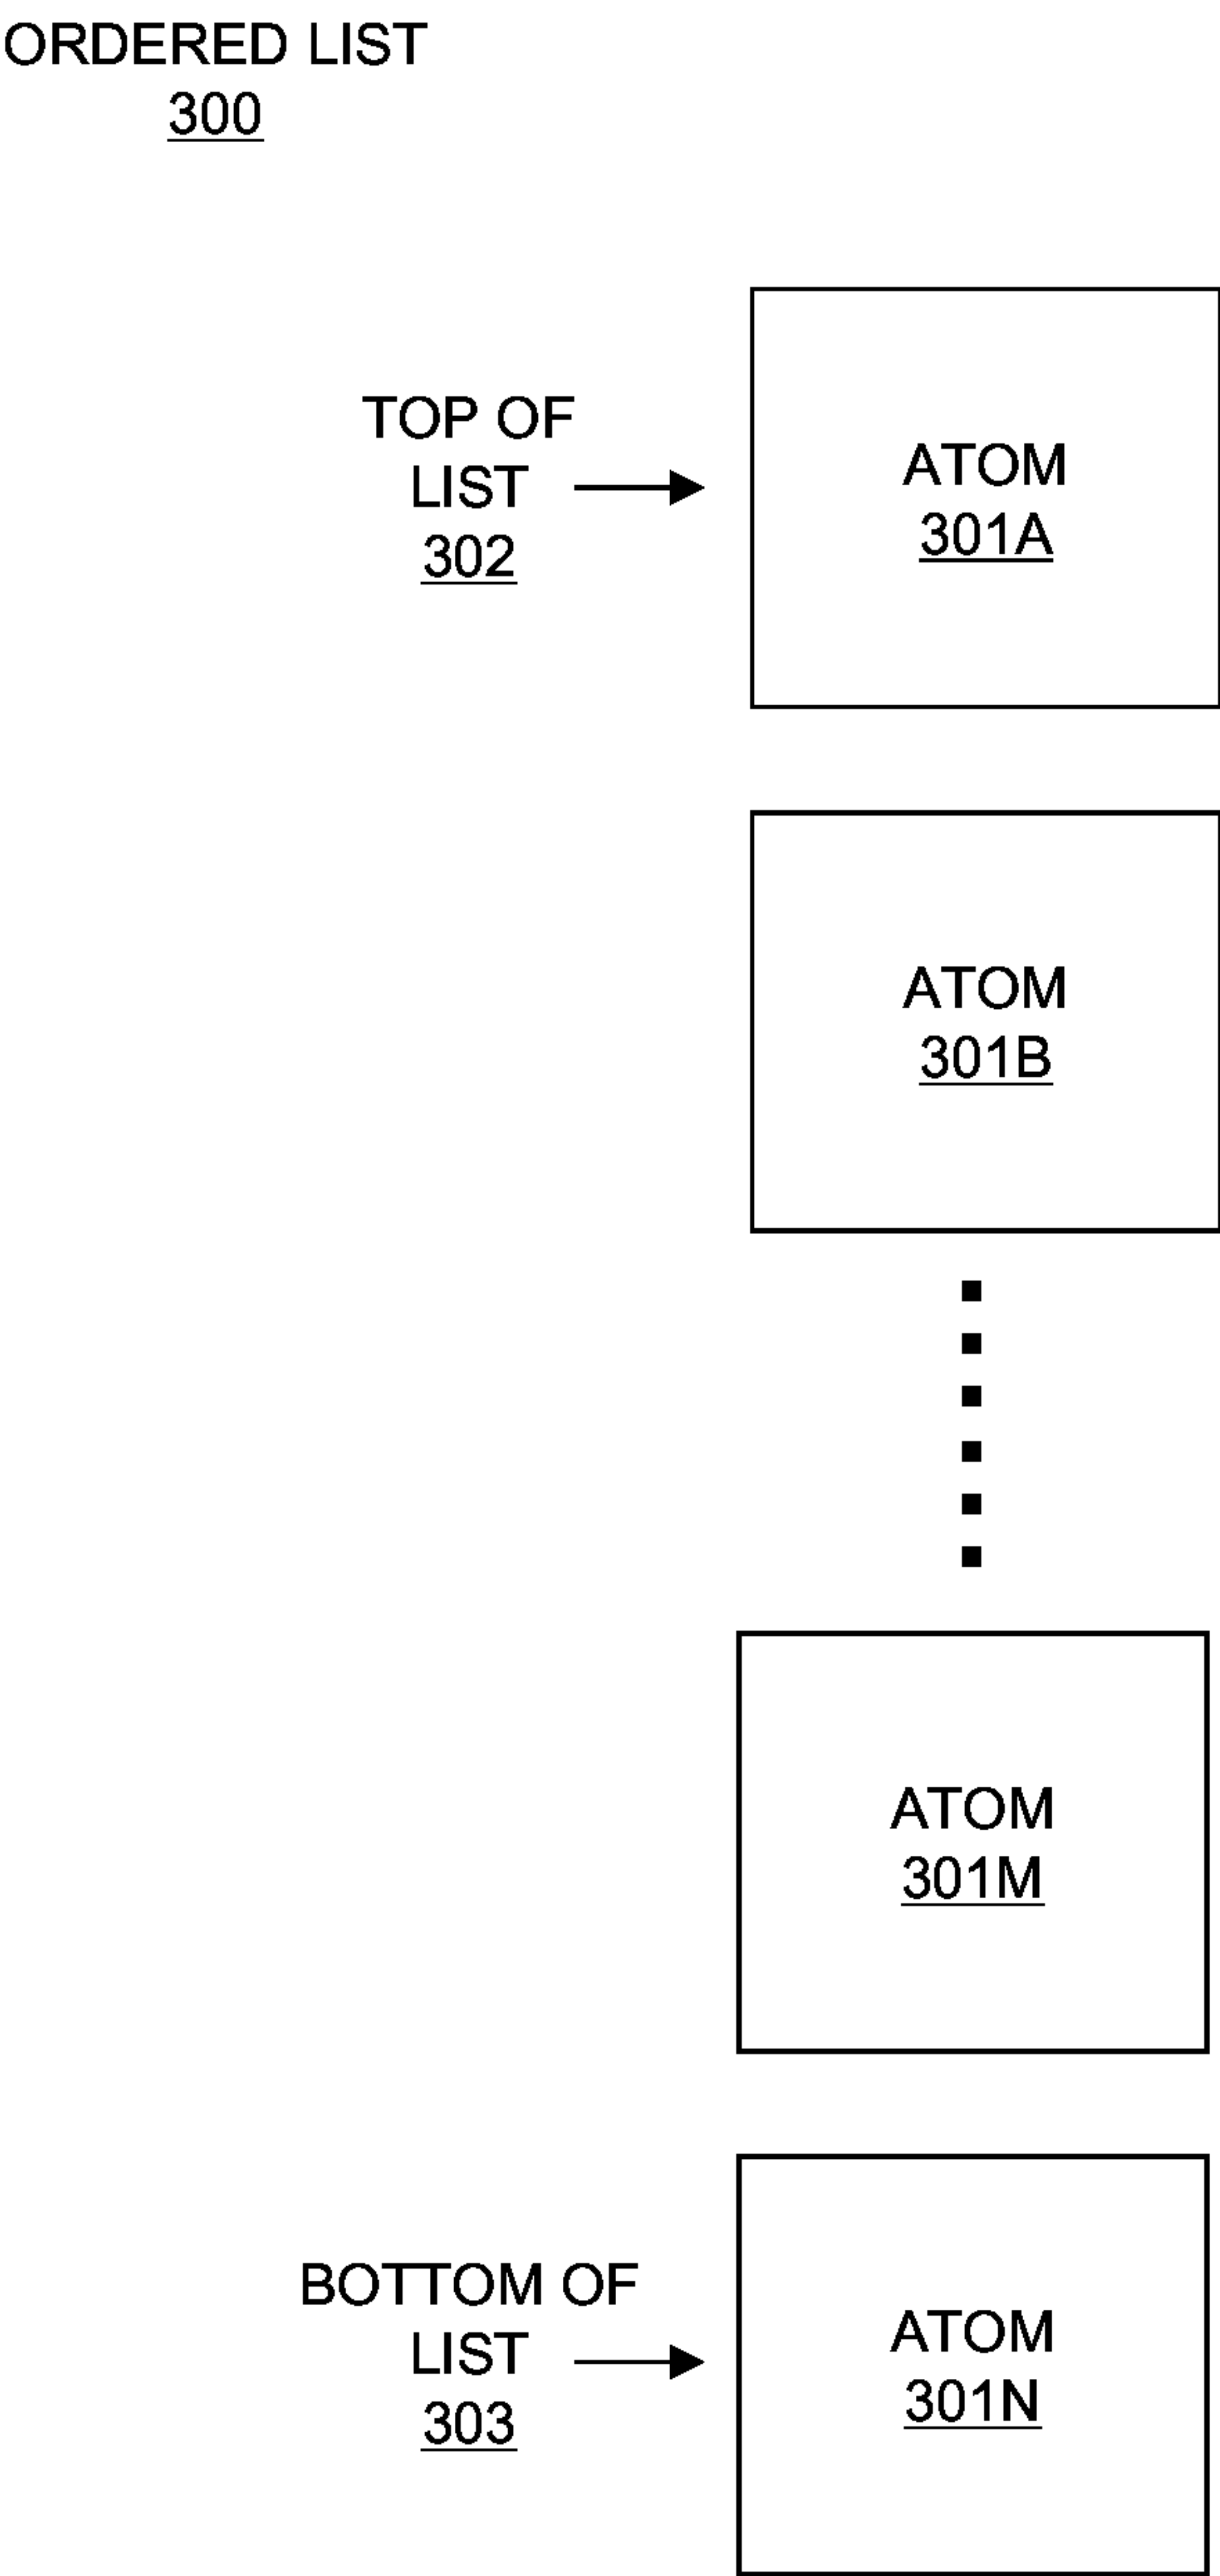 ORDERED LIST
300
TOP OF
LIST
302
ATOM
301A
ATOM
301B
ATOM
301M
BOTTOM OF
LIST
303
ATOM
301N